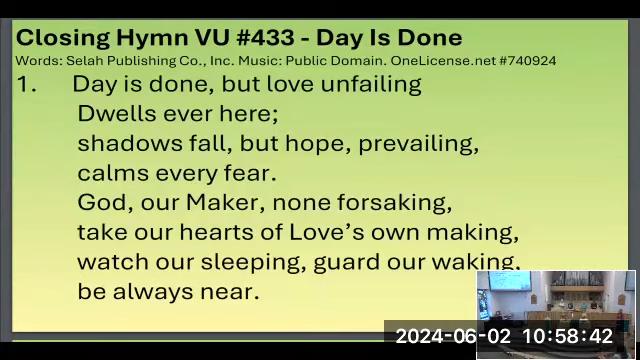 Closing Hymn VU #433 - Day Is Done
Words: Selah Publishing Co., Inc. Music: Public Domain. OneLicense.net #740924
1. Day is done, but love unfailing
Dwells ever here;
shadows fall, but hope, prevailing,
calms every fear.
God, our Maker, none forsaking,
take our hearts of Love’s own making,
watch our sleeping, guard our waking,
be always near.
2024-06-02 10:58:42